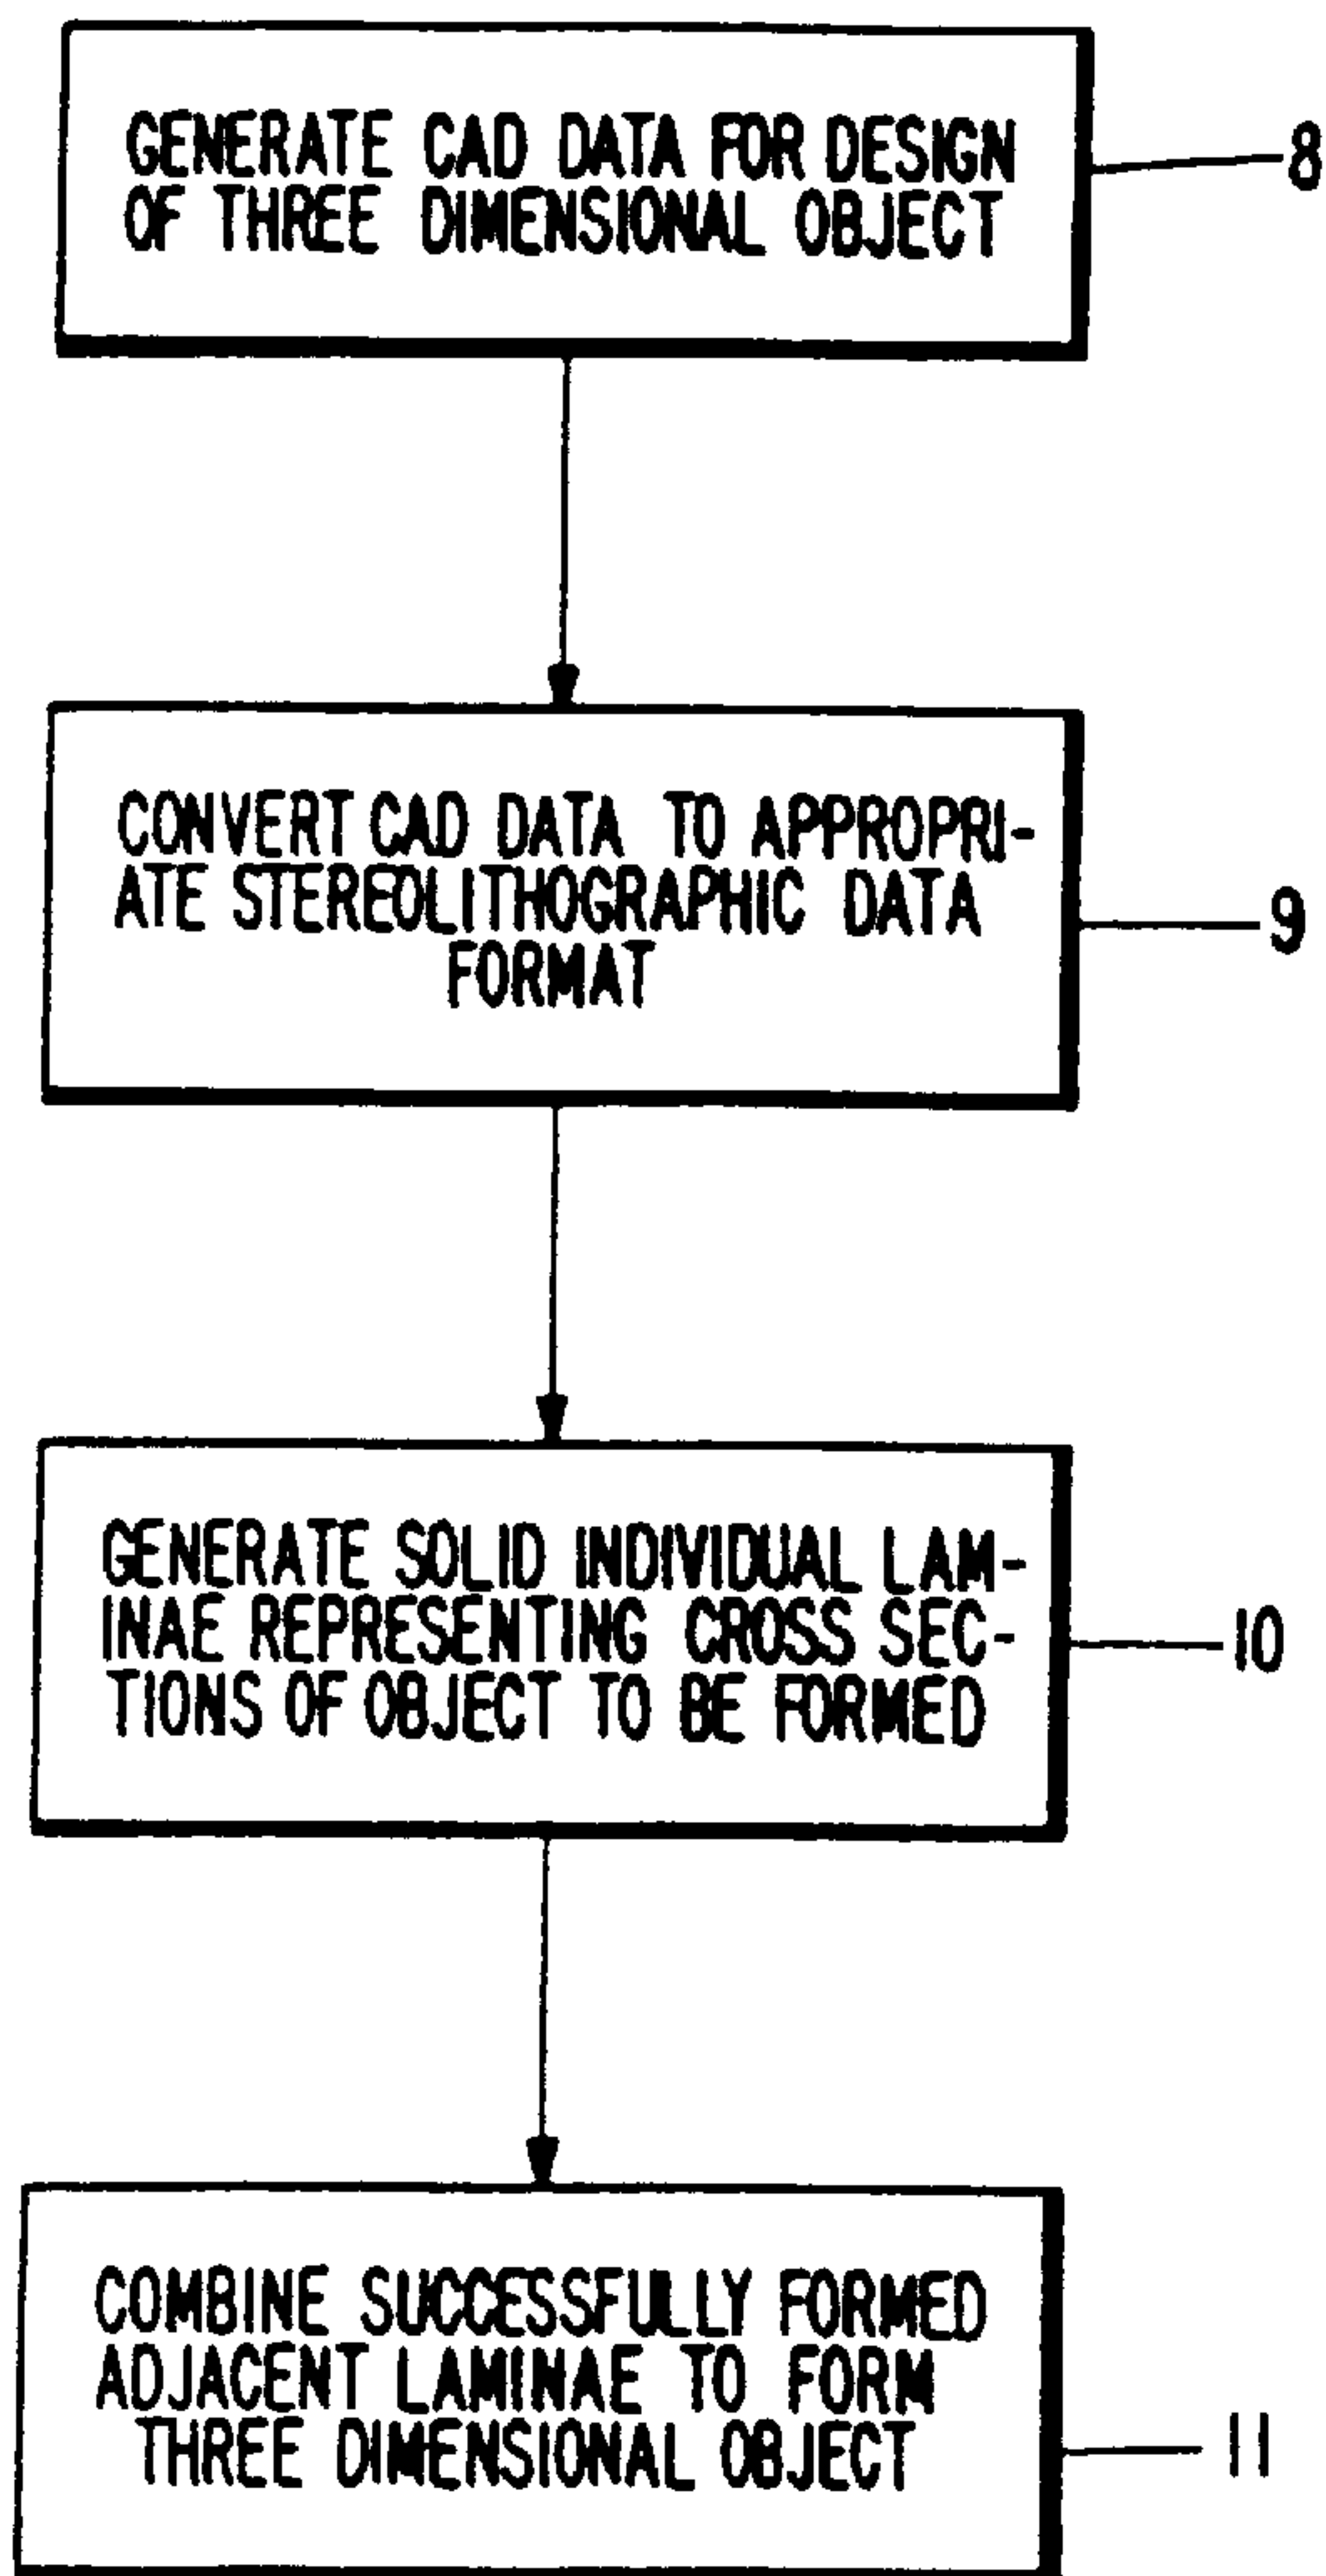 GENERATE CAD DATA FOR DESIGN
OF THREE DIMENSIONAL OBJECT
8
CONVERT CAD DATA TO APPROPRI-
ATE STEREOLITHOGRAPHIC DATA
FORMAT
9
GENERATE SOLID INDIVIDUAL LAM-
INAE REPRESENTING CROSS SEC-
TIONS OF OBJECT TO BE FORMED
10
COMBINE SUCCESSFULLY FORMED
ADJACENT LAMINAE TO FORM
THREE DIMENSIONAL OBJECT
11